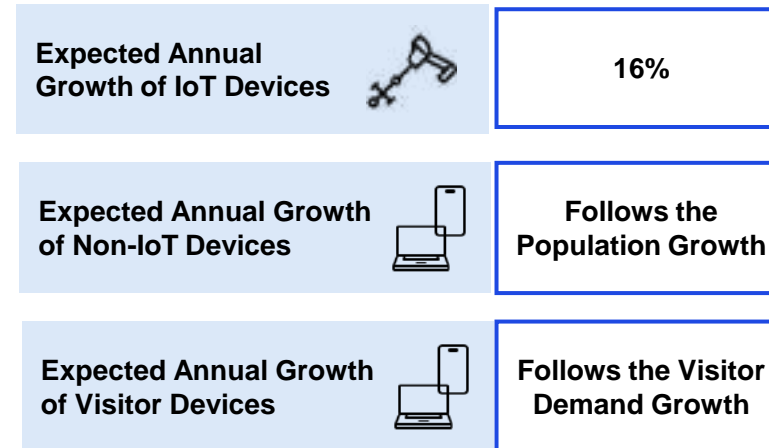 Expected Annual
Growth of IoT Devices
16%
Expected Annual Growth
of Non-IoT Devices
Follows the
Population Growth
Expected Annual Growth
of Visitor Devices
Follows the Visitor
Demand Growth